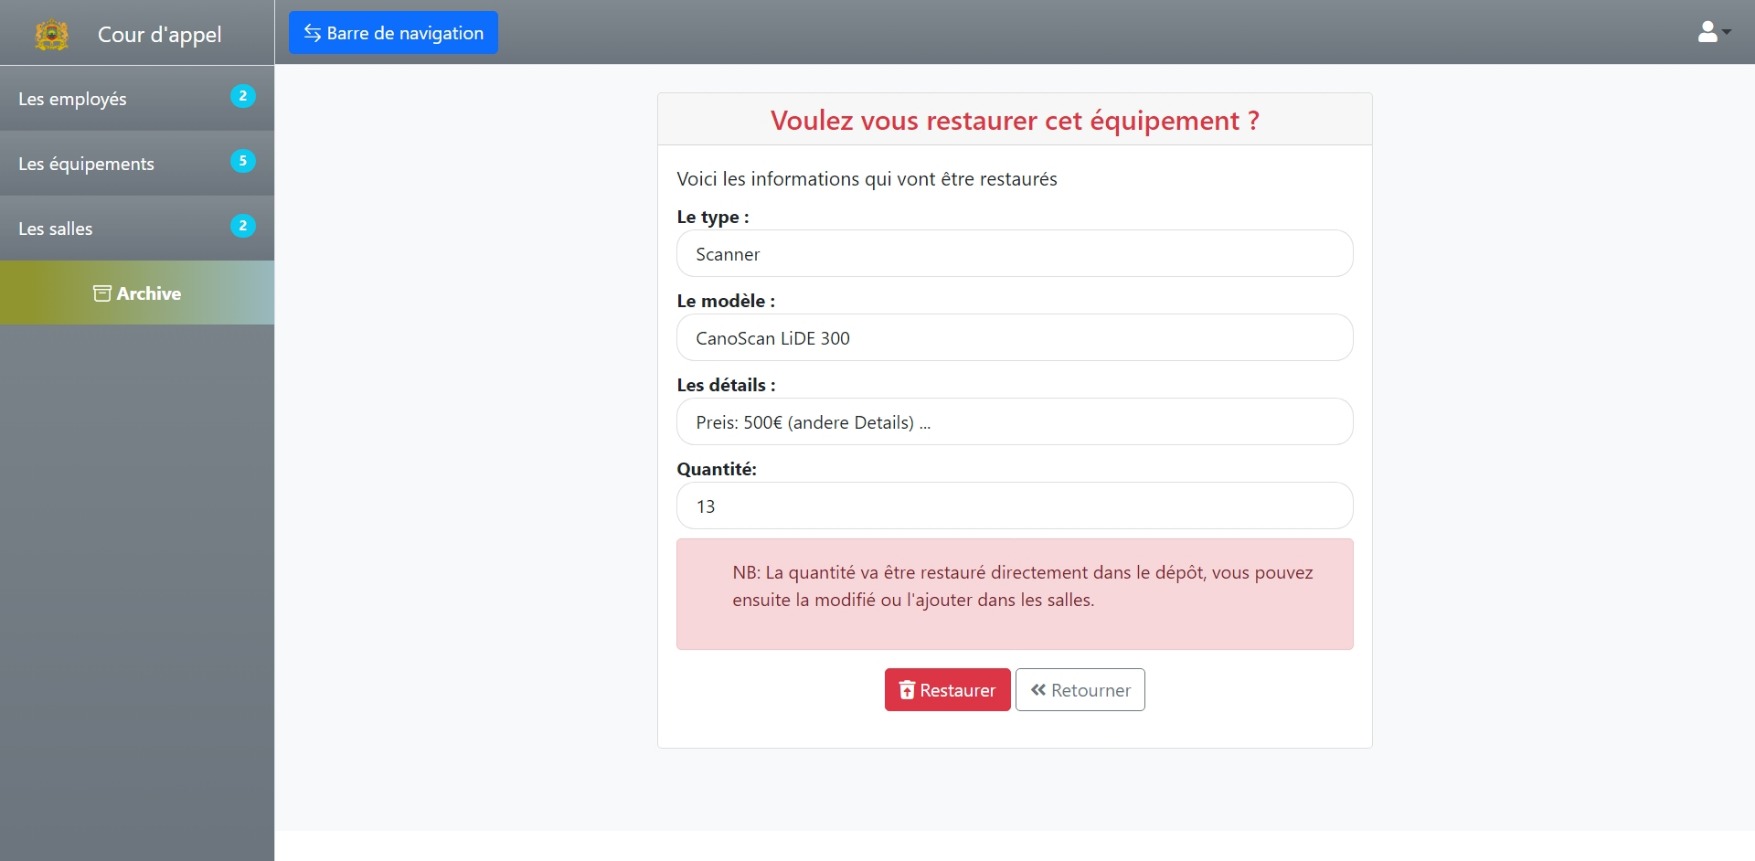 Cour d'appel
Barre de navigation
Les employés 2
Les équipements 5
Les salles 2
Archive
Voulez vous restaurer cet équipement ?
Voici les informations qui vont être restaurés
Le type :
Scanner
Le modèle :
CanoScan LiDE 300
Les détails :
Preis: 500€ (andere Details) ...
Quantité:
13
NB: La quantité va être restauré directement dans le dépôt, vous pouvez
ensuite la modifié ou l'ajouter dans les salles.
Restaurer
Retourner